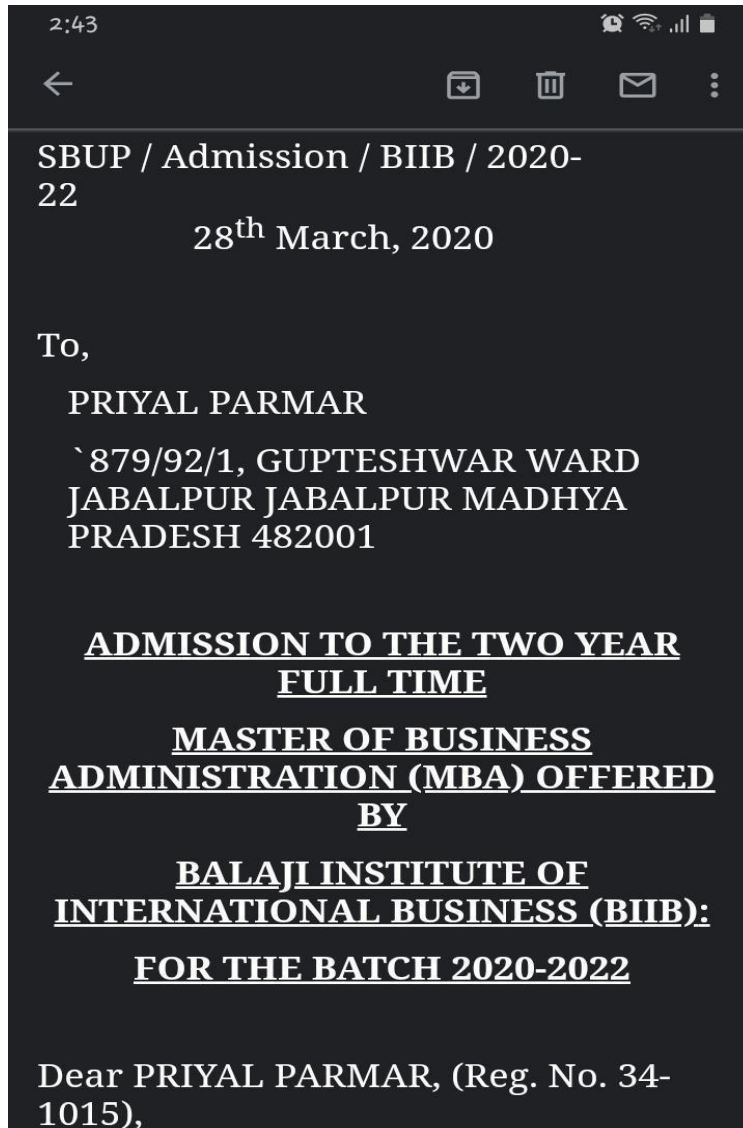 2:43
SBUP / Admission / BIIB / 2020-
22
28th March, 2020
To,
PRIYAL PARMAR
`879/92/1, GUPTESHWAR WARD
JABALPUR JABALPUR MADHYA
PRADESH 482001
ADMISSION TO THE TWO YEAR
FULL TIME
MASTER OF BUSINESS
ADMINISTRATION (MBA) OFFERED
BY
BALAJI INSTITUTE OF
INTERNATIONAL BUSINESS (BIIB):
FOR THE BATCH 2020-2022
Dear PRIYAL PARMAR, (Reg. No. 34-
1015),